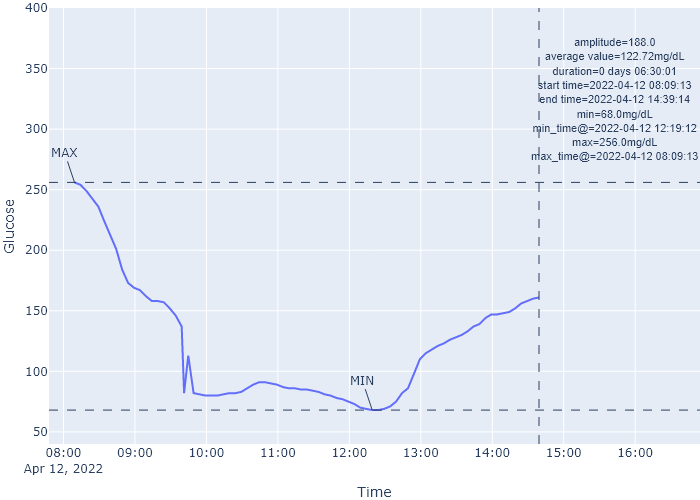 400
350
300
250
200
150
100
50
Glucose
MAX
MIN
amplitude=188.0
average value=122.72mg/dL
duration=0 days 06:30:01
start time=2022-04-12 08:09:13
end time=2022-04-12 14:39:14
min=68.0mg/dL
min_time@=2022-04-12 12:19:12
max=256.0mg/dL
max_time@=2022-04-12 08:09:13
08:00 09:00 10:00 11:00 12:00 13:00 14:00 15:00 16:00
Apr 12, 2022
Time